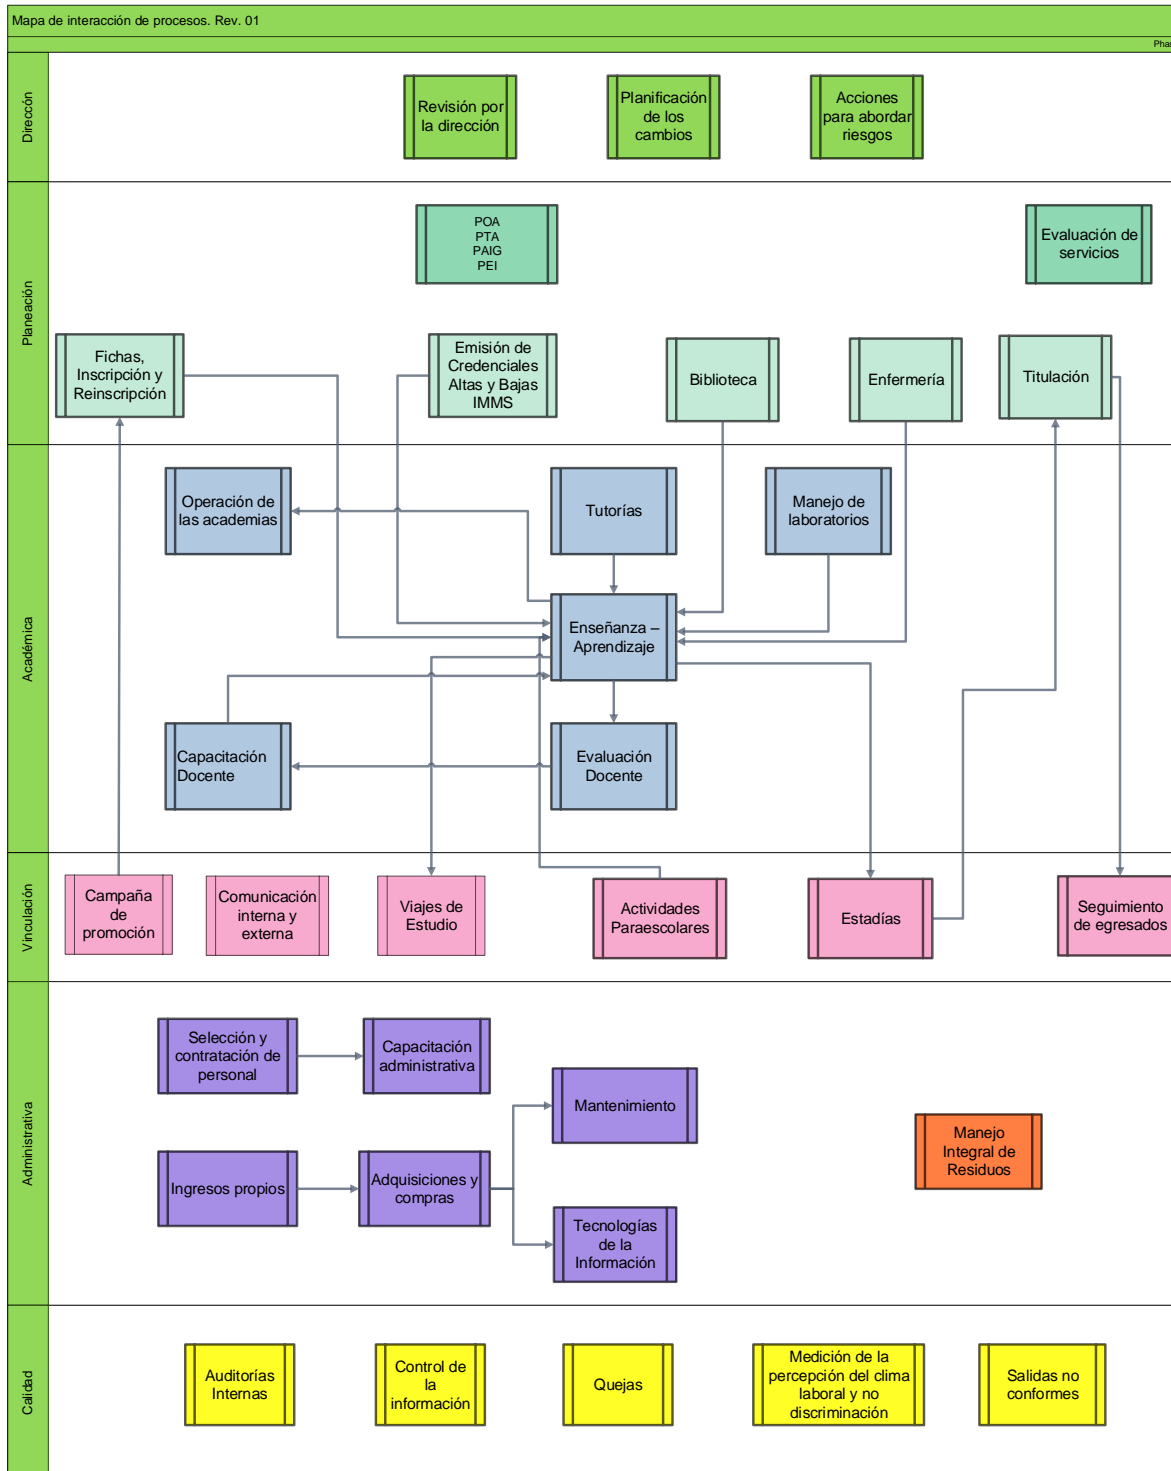 Mapa de interacción de procesos. Rev. 01
Phas
Direccón
Revisión por
la dirección
Planificación
de los
cambios
Acciones
para abordar
riesgos
Planeación
POA
PTA
PAIG
PEI
Evaluación de
servicios
Fichas,
Inscripción y
Reinscripción
Emisión de
Credenciales
Altas y Bajas
IMMS
Biblioteca
Enfermería
Titulación
Académica
Operación de
las academias
Tutorías
Manejo de
laboratorios
Enseñanza –
Aprendizaje
Capacitación
Docente
Evaluación
Docente
Vinculación
Campaña
de
promoción
Comunicación
interna y
externa
Viajes de
Estudio
Actividades
Paraescolares
Estadías
Seguimiento
de egresados
Administrativa
Selección y
contratación de
personal
Capacitación
administrativa
Mantenimiento
Manejo
Integral de
Residuos
Ingresos propios
Adquisiciones y
compras
Tecnologías
de la
Información
Calidad
Auditorías
Internas
Control de
la
información
Quejas
Medición de la
percepción del clima
laboral y no
discriminación
Salidas no
conformes